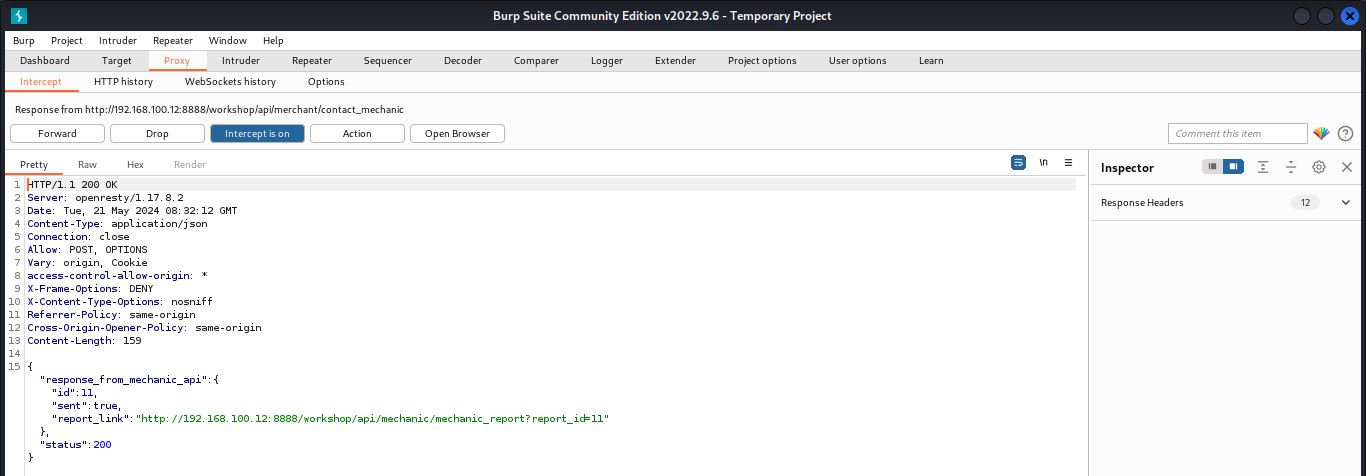 Burp Suite Community Edition v2022.9.6 - Temporary Project
Burp Project Intruder Repeater Window Help
Dashboard Target Proxy Intruder Repeater Sequencer Decoder Comparer Logger Extender Project options User options Learn
Intercept HTTP history WebSockets history Options
Response from http://192.168.100.12:8888/workshop/api/merchant/contact_mechanic
Forward Drop Intercept is on Action Open Browser Comment this item
Pretty Raw Hex Render \n Inspector
1 HTTP/1.1 200 OK
2 Server: openresty/1.17.8.2
3 Date: Tue, 21 May 2024 08:32:12 GMT
4 Content-Type: application/json
5 Connection: close
6 Allow: POST, OPTIONS
7 Vary: origin, Cookie
8 access-control-allow-origin: *
9 X-Frame-Options: DENY
10 X-Content-Type-Options: nosniff
11 Referrer-Policy: same-origin
12 Cross-Origin-Opener-Policy: same-origin
13 Content-Length: 159
14
15 {
"response_from_mechanic_api":{
"id":11,
"sent":true,
"report_link":"http://192.168.100.12:8888/workshop/api/mechanic/mechanic_report?report_id=11"
},
"status":200
}
Response Headers 12